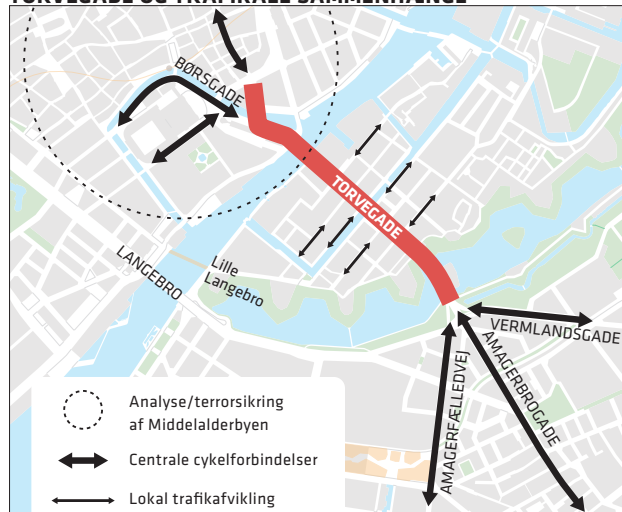 TORVEGADE OG TRAFIKALE SAMMENHÆNGE
BØRSGADE
TORVEGADE
LANGEBRO
Lille
Langebro
VERMLANDSGADE
AMAGERBROGADE
AMAGERFÆLLEDVEJ
Analyse/terrorsikring
af Middelalderbyen
Centrale cykelforbindelser
Lokal trafikafvikling